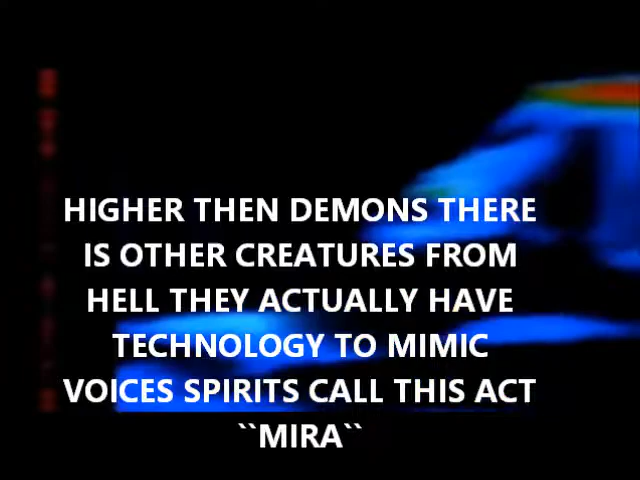 HIGHER THEN DEMONS THERE
IS OTHER CREATURES FROM
HELL THEY ACTUALLY HAVE
TECHNOLOGY TO MIMIC
VOICES SPIRITS CALL THIS ACT
``MIRA``